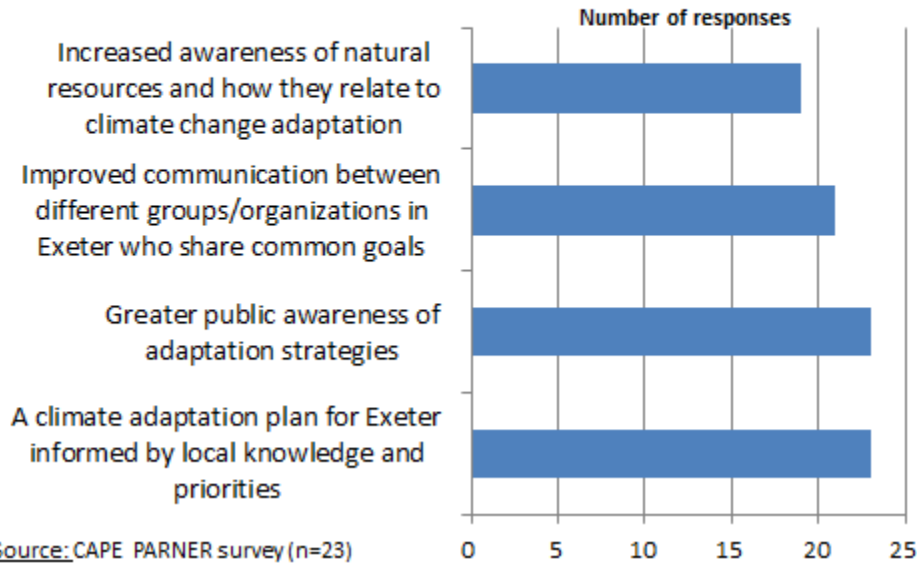 Number of responses
Increased awareness of natural
resources and how they relate to
climate change adaptation
Improved communication between
different groups/organizations in
Exeter who share common goals
Greater public awareness of
adaptation strategies
A climate adaptation plan for Exeter
informed by local knowledge and
priorities
Source: CAPE PARNER survey (n=23)
0 5 10 15 20 25